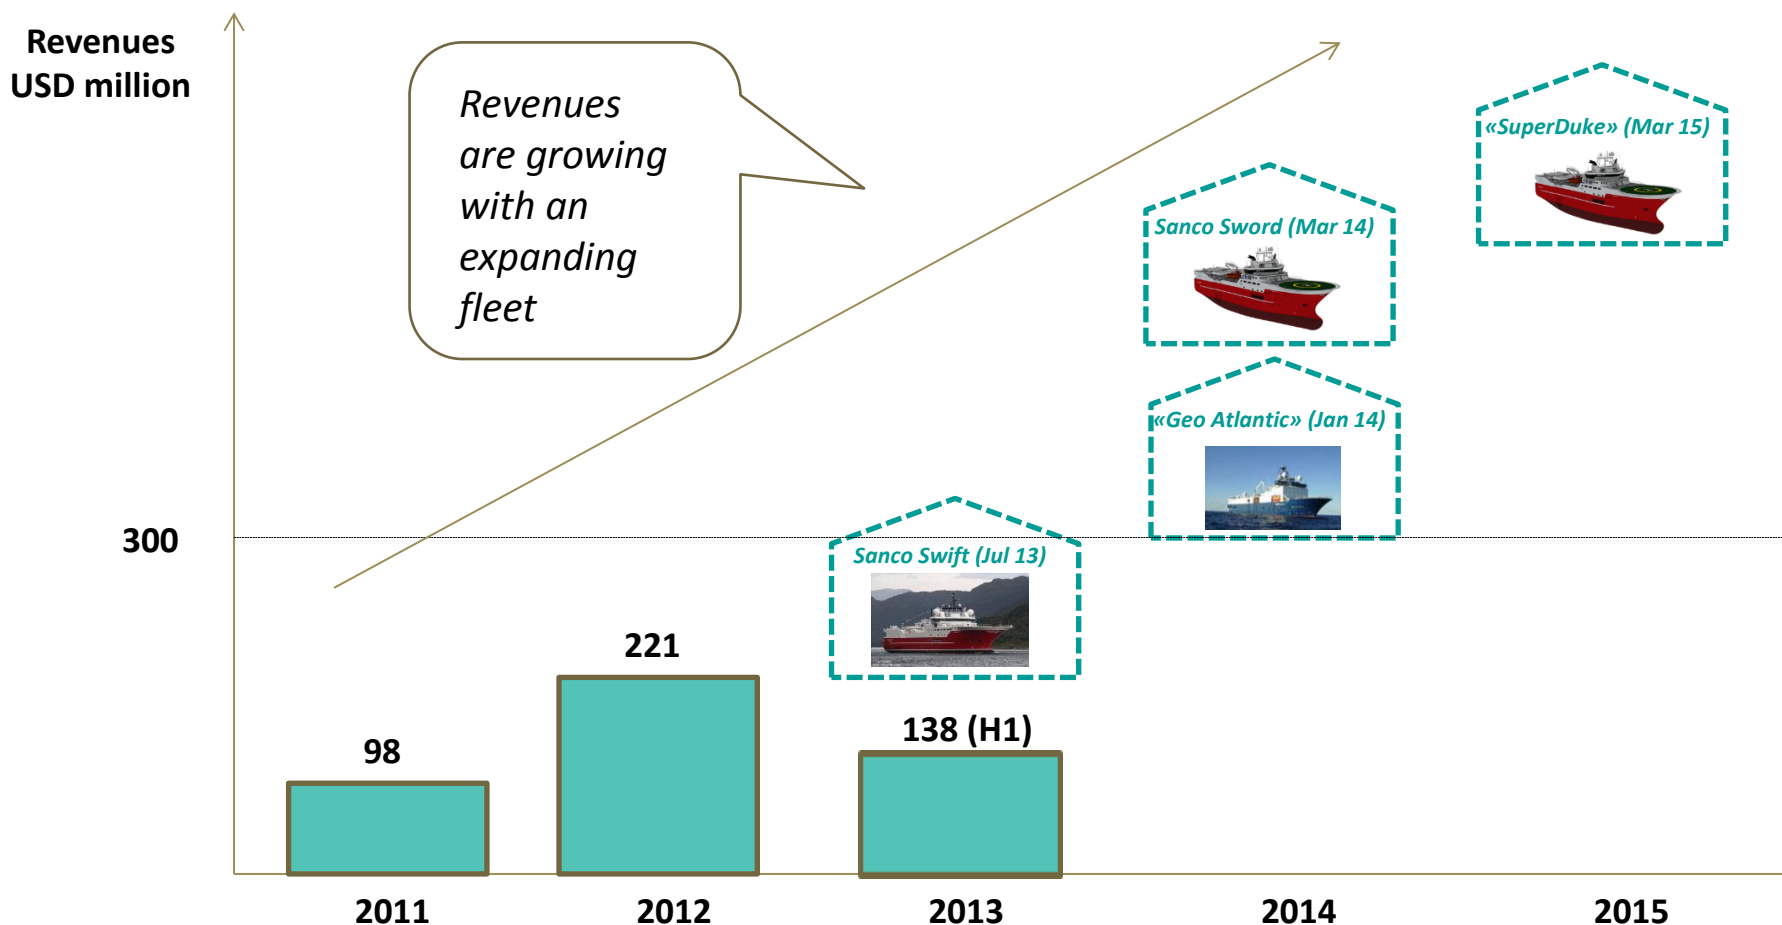 Revenues
USD million
Revenues
are growing
with an
expanding
fleet
«SuperDuke» (Mar 15)
Sanco Sword (Mar 14)
«Geo Atlantic» (Jan 14)
300
Sanco Swift (Jul 13)
221
138 (H1)
98
2011
2012
2013
2014
2015